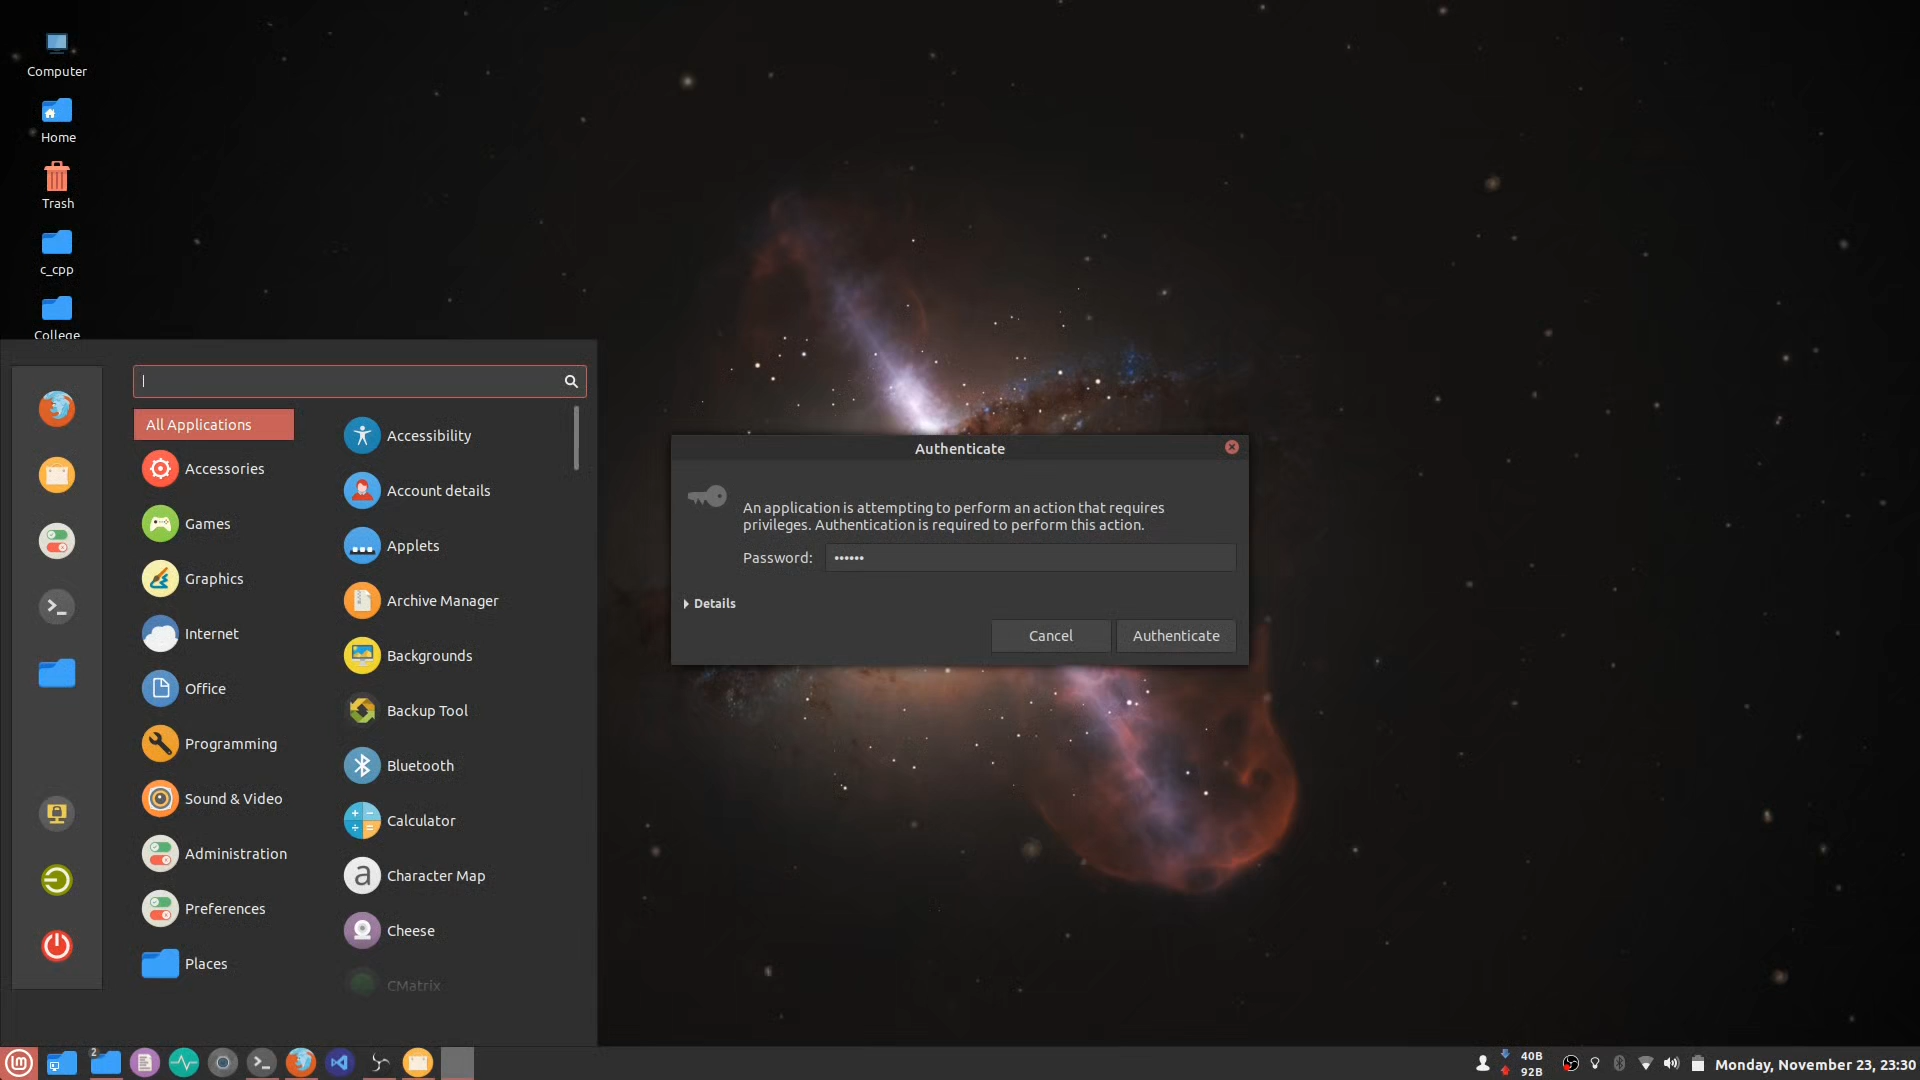 Computer
Home
Trash
c_cpp
College
All Applications
Accessories
Games
Graphics
Internet
Office
Programming
Sound & Video
Administration
Preferences
Places
Accessibility
Account details
Applets
Archive Manager
Backgrounds
Backup Tool
Bluetooth
Calculator
Character Map
Cheese
CMatrix
Authenticate
An application is attempting to perform an action that requires
privileges. Authentication is required to perform this action.
Password: ••••••
Details
Cancel Authenticate
2
40B
92B
Monday, November 23, 23:30